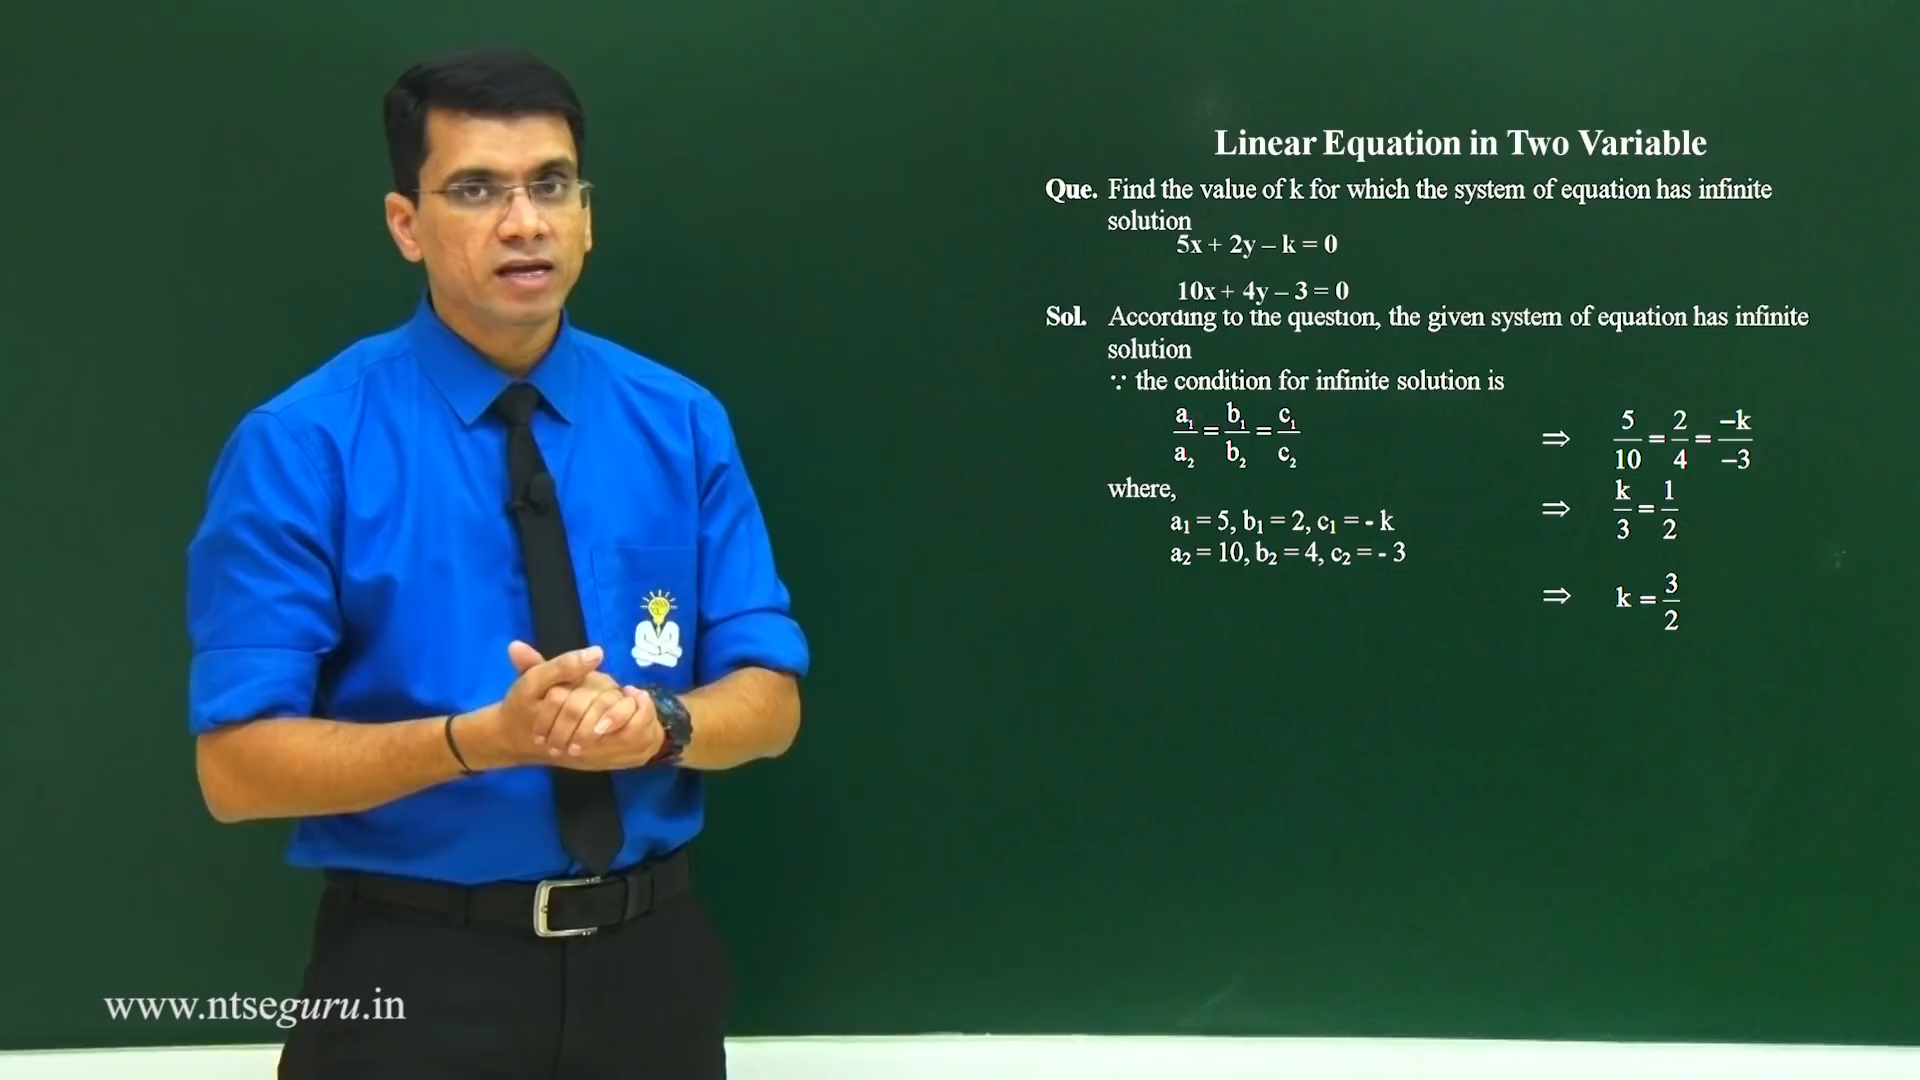 Linear Equation in Two Variable
Que. Find the value of k for which the system of equation has infinite
solution
5x + 2y – k = 0
10x + 4y – 3 = 0
Sol. According to the question, the given system of equation has infinite
solution
∵ the condition for infinite solution is
a₁/a₂ = b₁/b₂ = c₁/c₂ ⇒ 5/10 = 2/4 = –k/–3
where, ⇒ k/3 = 1/2
a₁ = 5, b₁ = 2, c₁ = - k
a₂ = 10, b₂ = 4, c₂ = - 3
⇒ k = 3/2
www.ntseguru.in